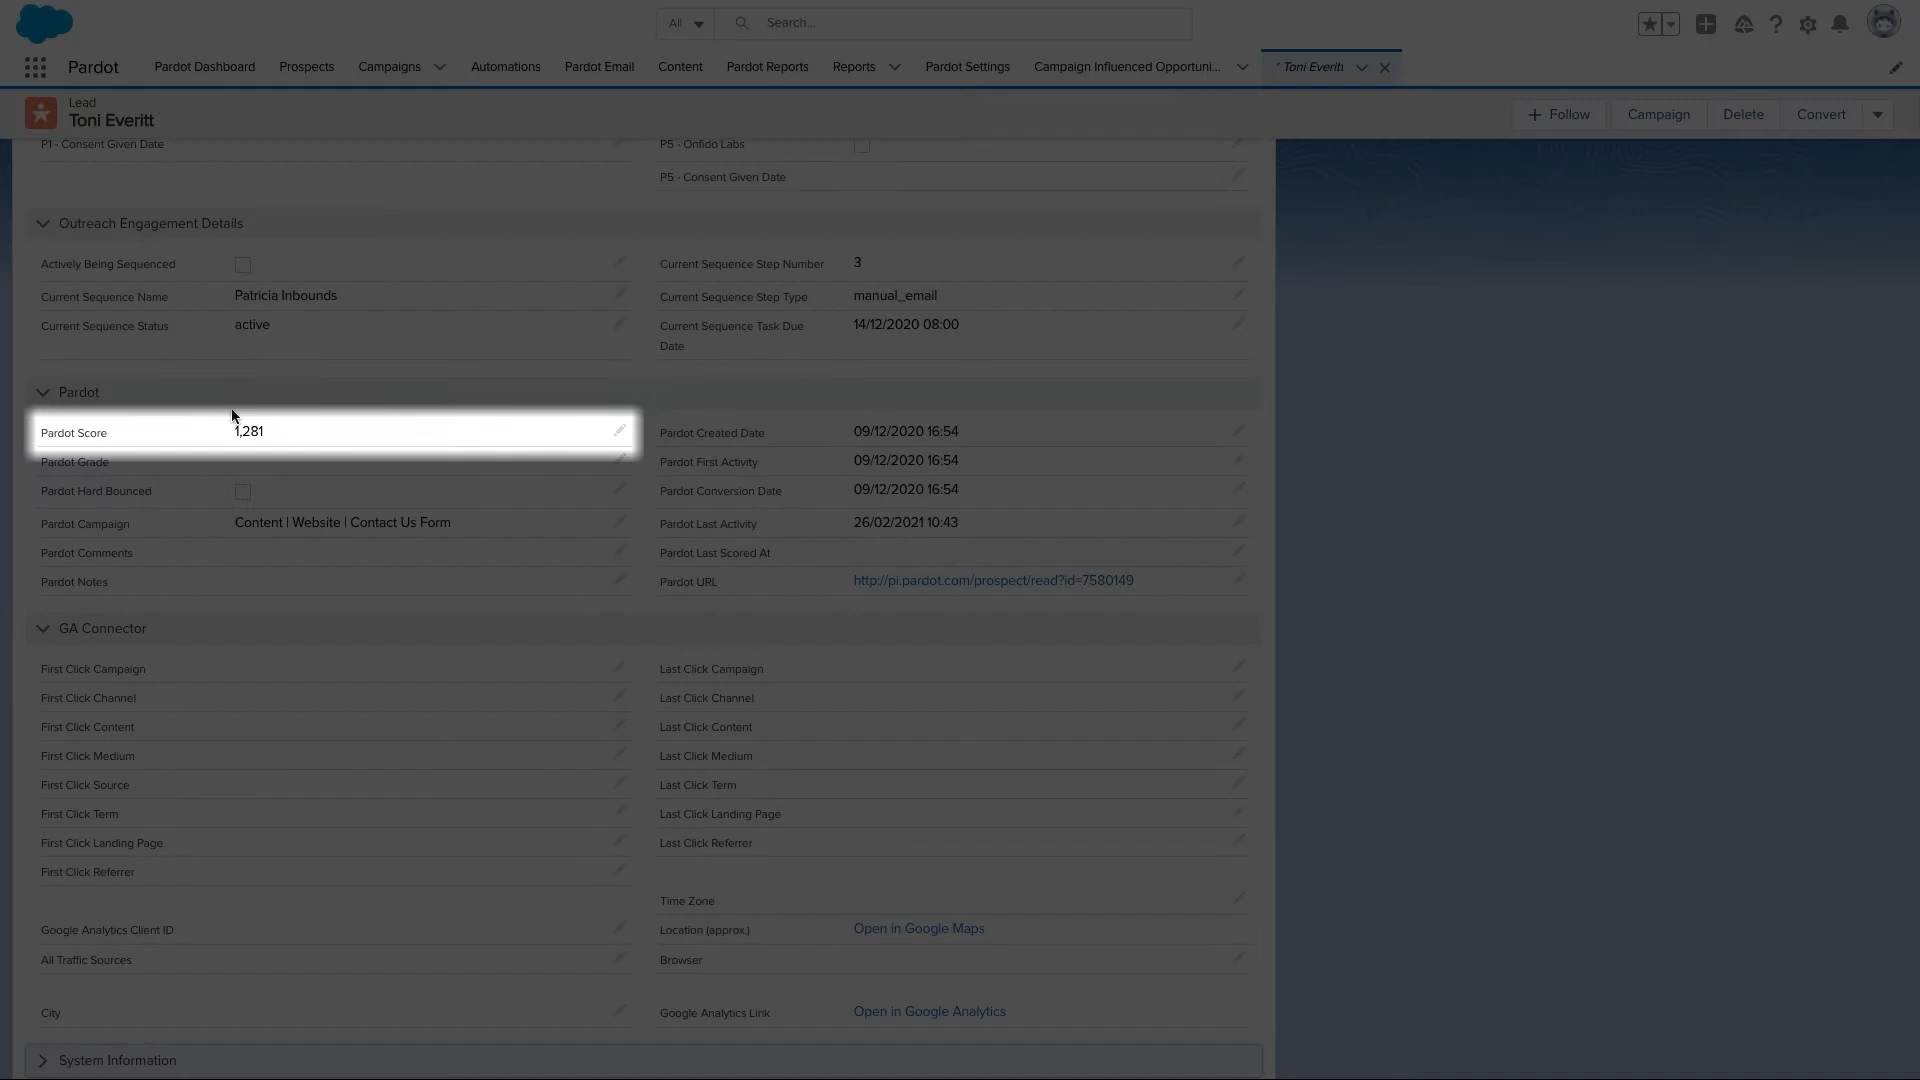 All
Search...
Pardot
Pardot Dashboard
Prospects
Campaigns
Automations
Pardot Email
Content
Pardot Reports
Reports
Pardot Settings
Campaign Influenced Opportuni...
* Toni Everitt
Lead
Toni Everitt
+ Follow
Campaign
Delete
Convert
P1 - Consent Given Date
P5 - Onfido Labs
P5 - Consent Given Date
Outreach Engagement Details
Actively Being Sequenced
Current Sequence Step Number 3
Current Sequence Name Patricia Inbounds
Current Sequence Step Type manual_email
Current Sequence Status active
Current Sequence Task Due 14/12/2020 08:00
Date
Pardot
Pardot Score 1,281
Pardot Created Date 09/12/2020 16:54
Pardot Grade
Pardot First Activity 09/12/2020 16:54
Pardot Hard Bounced
Pardot Conversion Date 09/12/2020 16:54
Pardot Campaign Content | Website | Contact Us Form
Pardot Last Activity 26/02/2021 10:43
Pardot Comments
Pardot Last Scored At
Pardot Notes
Pardot URL http://pi.pardot.com/prospect/read?id=7580149
GA Connector
First Click Campaign
Last Click Campaign
First Click Channel
Last Click Channel
First Click Content
Last Click Content
First Click Medium
Last Click Medium
First Click Source
Last Click Term
First Click Term
Last Click Landing Page
First Click Landing Page
Last Click Referrer
First Click Referrer
Time Zone
Google Analytics Client ID
Location (approx.) Open in Google Maps
All Traffic Sources
Browser
City
Google Analytics Link Open in Google Analytics
System Information